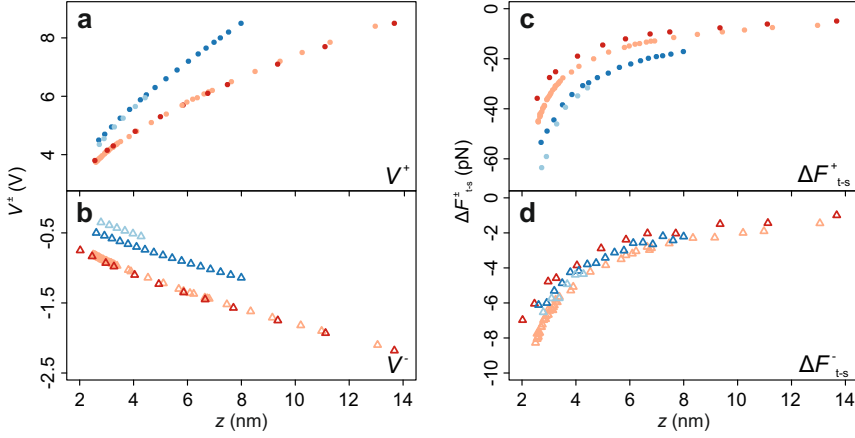 a
8
6
4
V⁺
V± (V)
b
-0.5
-1.5
-2.5
V⁻
2 4 6 8 10 12 14
z (nm)
c
0
-20
-40
-60
ΔF⁺t-s
ΔF±t-s (pN)
d
0
-2
-4
-6
-8
-10
ΔF⁻t-s
2 4 6 8 10 12 14
z (nm)